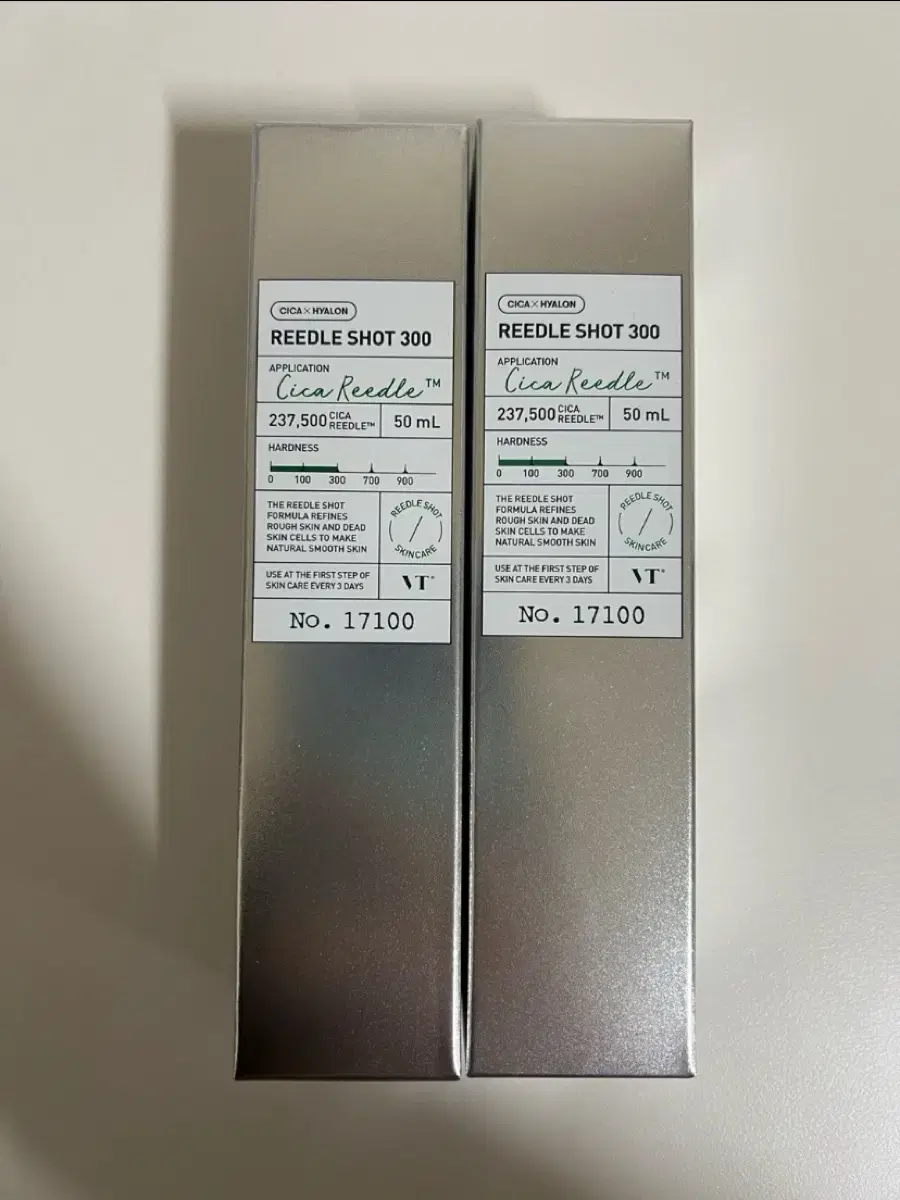 CICA×HYALON
REEDLE SHOT 300
APPLICATION
Cica Reedle™
237,500 CICA REEDLE™ 50 mL
HARDNESS
0 100 300 700 900
THE REEDLE SHOT
FORMULA REFINES
ROUGH SKIN AND DEAD
SKIN CELLS TO MAKE
NATURAL SMOOTH SKIN
REEDLE SHOT
SKINCARE
USE AT THE FIRST STEP OF
SKIN CARE EVERY 3 DAYS
VT®
No. 17100
CICA×HYALON
REEDLE SHOT 300
APPLICATION
Cica Reedle™
237,500 CICA REEDLE™ 50 mL
HARDNESS
0 100 300 700 900
THE REEDLE SHOT
FORMULA REFINES
ROUGH SKIN AND DEAD
SKIN CELLS TO MAKE
NATURAL SMOOTH SKIN
REEDLE SHOT
SKINCARE
USE AT THE FIRST STEP OF
SKIN CARE EVERY 3 DAYS
VT®
No. 17100